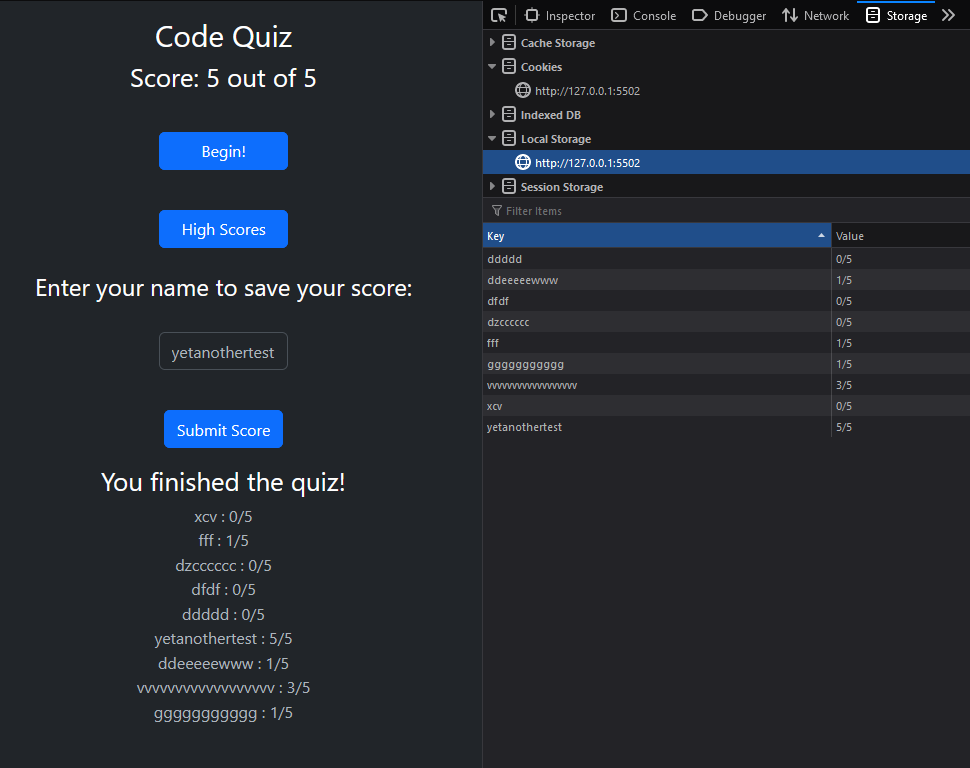 Code Quiz
Score: 5 out of 5
Begin!
High Scores
Enter your name to save your score:
yetanothertest
Submit Score
You finished the quiz!
xcv : 0/5
fff : 1/5
dzcccccc : 0/5
dfdf : 0/5
ddddd : 0/5
yetanothertest : 5/5
ddeeeeewww : 1/5
vvvvvvvvvvvvvvvvvv : 3/5
ggggggggggg : 1/5
Inspector Console Debugger Network Storage
Cache Storage
Cookies
http://127.0.0.1:5502
Indexed DB
Local Storage
http://127.0.0.1:5502
Session Storage
Filter Items
Key Value
ddddd 0/5
ddeeeeewww 1/5
dfdf 0/5
dzcccccc 0/5
fff 1/5
ggggggggggg 1/5
vvvvvvvvvvvvvvvvvv 3/5
xcv 0/5
yetanothertest 5/5